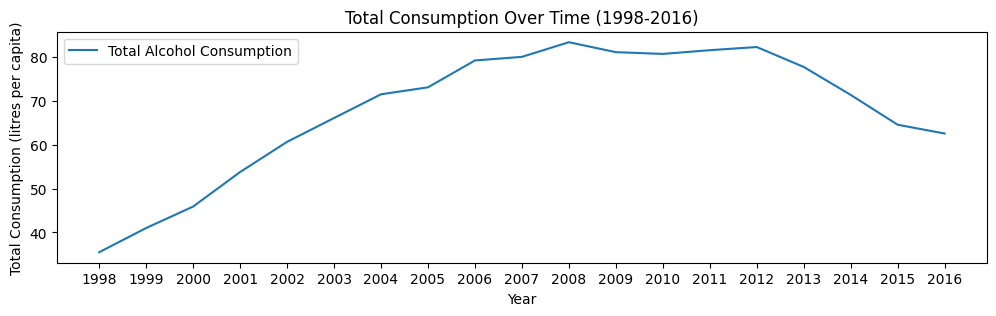 Total Consumption Over Time (1998-2016)
Total Alcohol Consumption
Total Consumption (litres per capita)
80
70
60
50
40
1998 1999 2000 2001 2002 2003 2004 2005 2006 2007 2008 2009 2010 2011 2012 2013 2014 2015 2016
Year